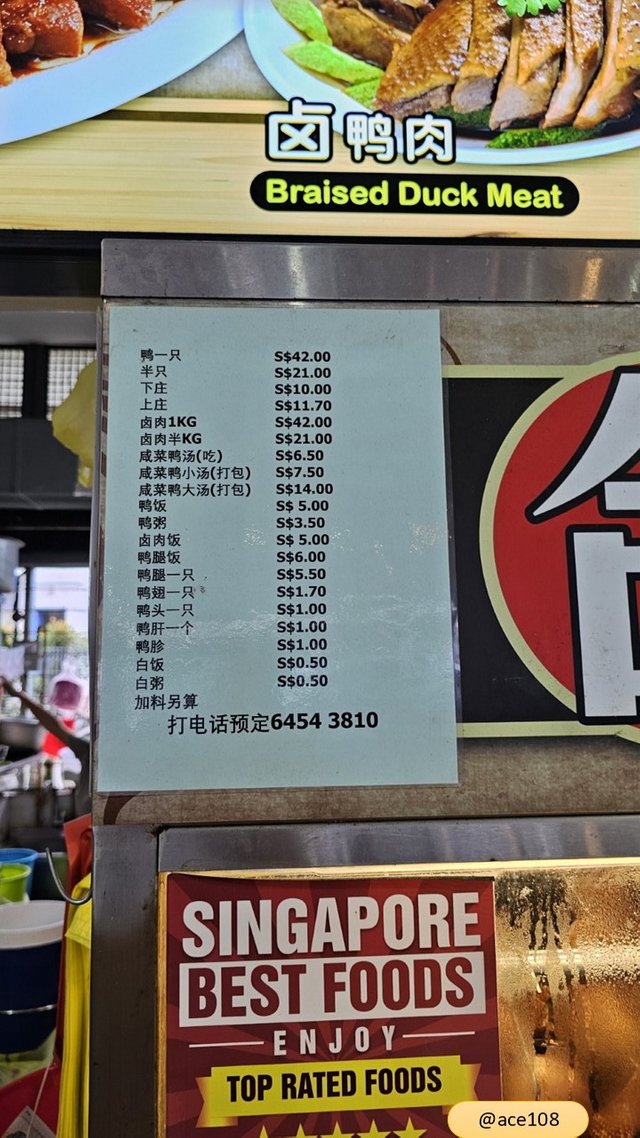 卤鸭肉
Braised Duck Meat
鸭一只 S$42.00
半只 S$21.00
下庄 S$10.00
上庄 S$11.70
卤肉1KG S$42.00
卤肉半KG S$21.00
咸菜鸭汤(吃) S$6.50
咸菜鸭小汤(打包) S$7.50
咸菜鸭大汤(打包) S$14.00
鸭饭 S$ 5.00
鸭粥 S$3.50
卤肉饭 S$ 5.00
鸭腿饭 S$6.00
鸭腿一只 S$5.50
鸭翅一只 S$1.70
鸭头一只 S$1.00
鸭肝一个 S$1.00
鸭胗 S$1.00
白饭 S$0.50
白粥 S$0.50
加料另算
打电话预定6454 3810
SINGAPORE
BEST FOODS
ENJOY
TOP RATED FOODS
@ace108